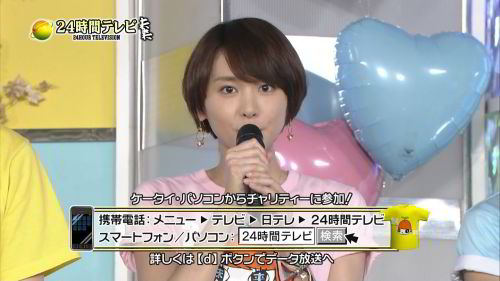 24時間テレビ
24HOUR TELEVISION
ケータイ・パソコンからチャリティーに参加!
携帯電話:メニュー▶テレビ▶日テレ▶24時間テレビ
スマートフォン/パソコン: 24時間テレビ 検索
詳しくは【d】ボタンでデータ放送へ